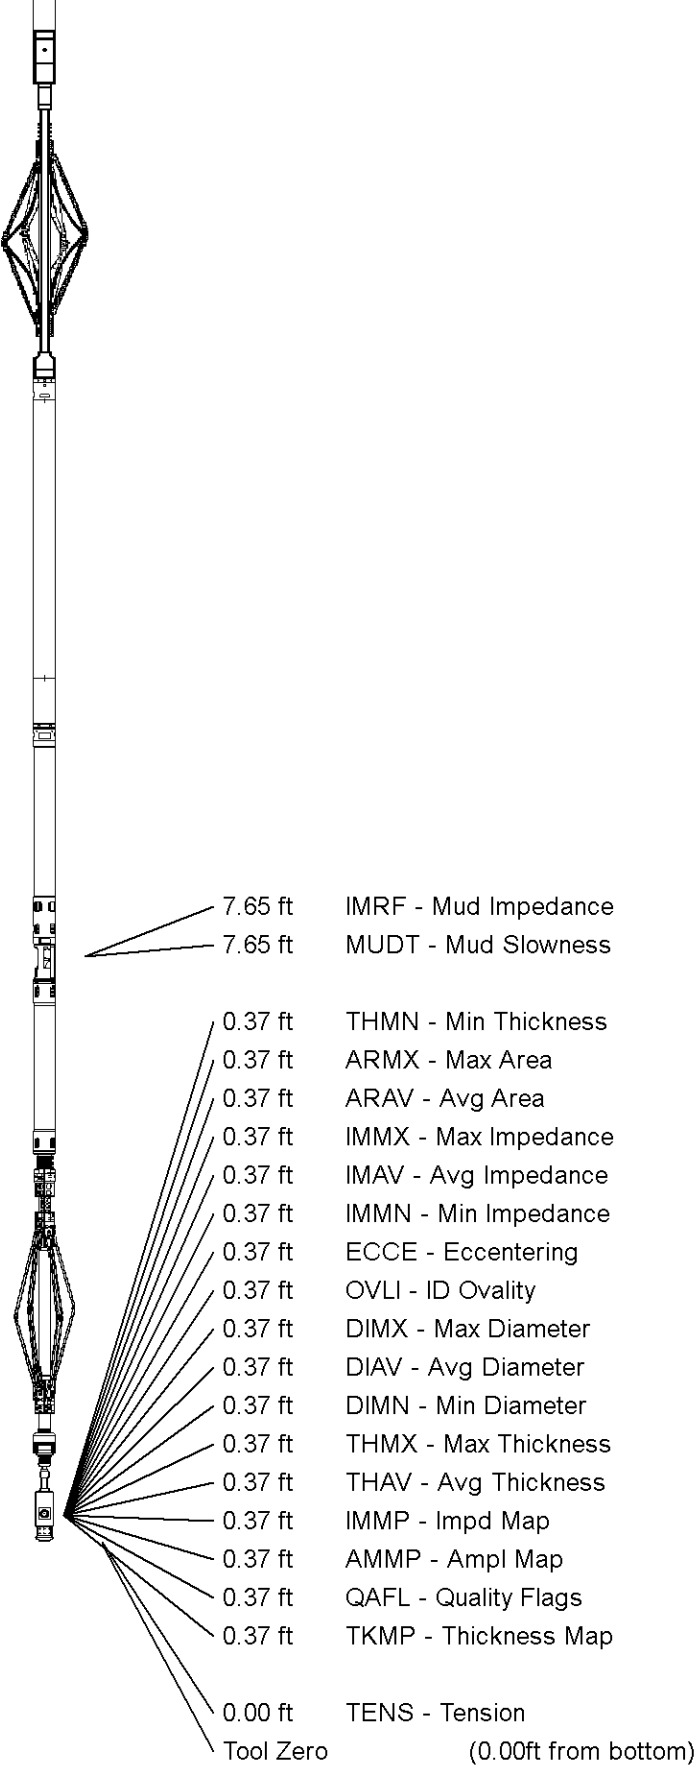 7.65 ft IMRF - Mud Impedance
7.65 ft MUDT - Mud Slowness
0.37 ft THMN - Min Thickness
0.37 ft ARMX - Max Area
0.37 ft ARAV - Avg Area
0.37 ft IMMX - Max Impedance
0.37 ft IMAV - Avg Impedance
0.37 ft IMMN - Min Impedance
0.37 ft ECCE - Eccentering
0.37 ft OVLI - ID Ovality
0.37 ft DIMX - Max Diameter
0.37 ft DIAV - Avg Diameter
0.37 ft DIMN - Min Diameter
0.37 ft THMX - Max Thickness
0.37 ft THAV - Avg Thickness
0.37 ft IMMP - Impd Map
0.37 ft AMMP - Ampl Map
0.37 ft QAFL - Quality Flags
0.37 ft TKMP - Thickness Map
0.00 ft TENS - Tension
Tool Zero (0.00ft from bottom)